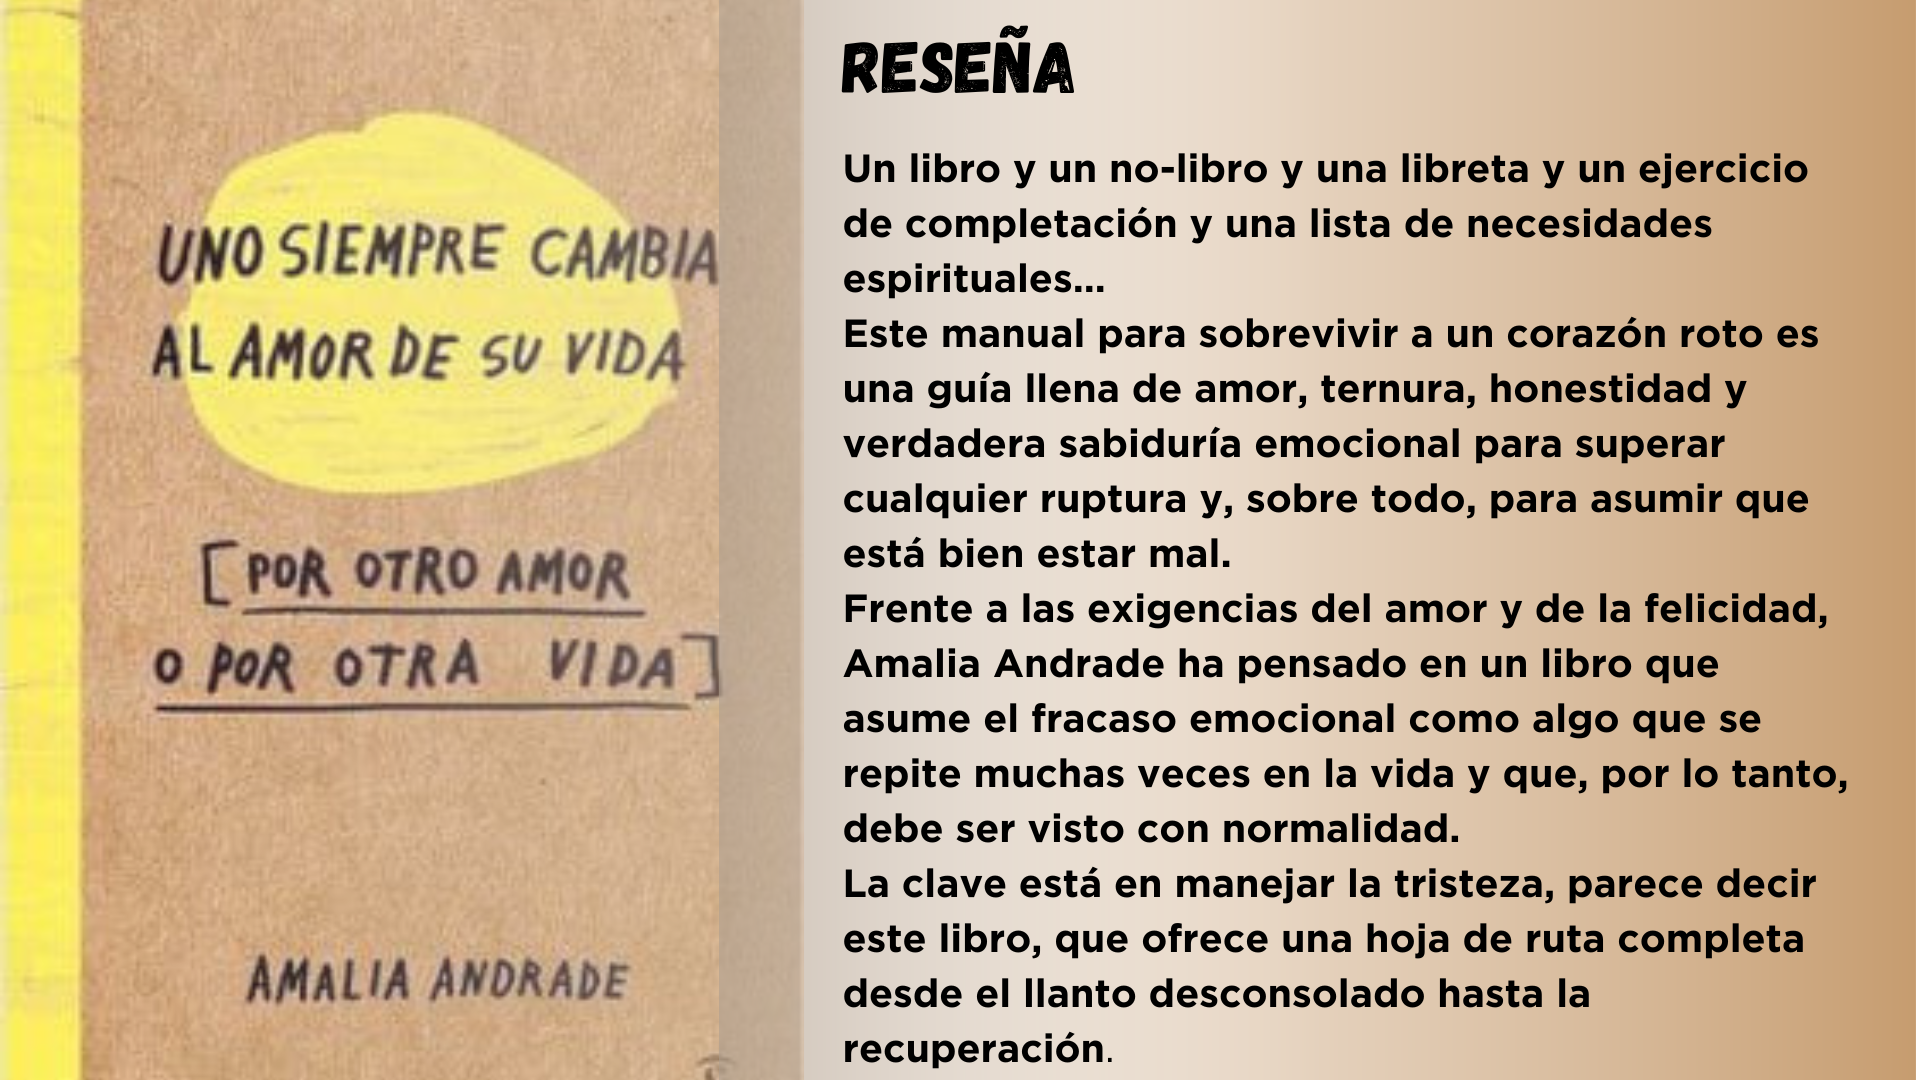 UNO SIEMPRE CAMBIA
AL AMOR DE SU VIDA
[POR OTRO AMOR
O POR OTRA VIDA]
AMALIA ANDRADE
RESEÑA
Un libro y un no-libro y una libreta y un ejercicio
de completación y una lista de necesidades
espirituales...
Este manual para sobrevivir a un corazón roto es
una guía llena de amor, ternura, honestidad y
verdadera sabiduría emocional para superar
cualquier ruptura y, sobre todo, para asumir que
está bien estar mal.
Frente a las exigencias del amor y de la felicidad,
Amalia Andrade ha pensado en un libro que
asume el fracaso emocional como algo que se
repite muchas veces en la vida y que, por lo tanto,
debe ser visto con normalidad.
La clave está en manejar la tristeza, parece decir
este libro, que ofrece una hoja de ruta completa
desde el llanto desconsolado hasta la
recuperación.